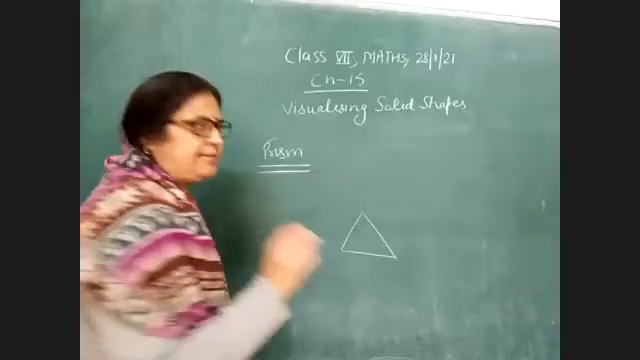 Class VII, MATHS, 28/1/21
Ch-15
Visualising Solid Shapes
Prism